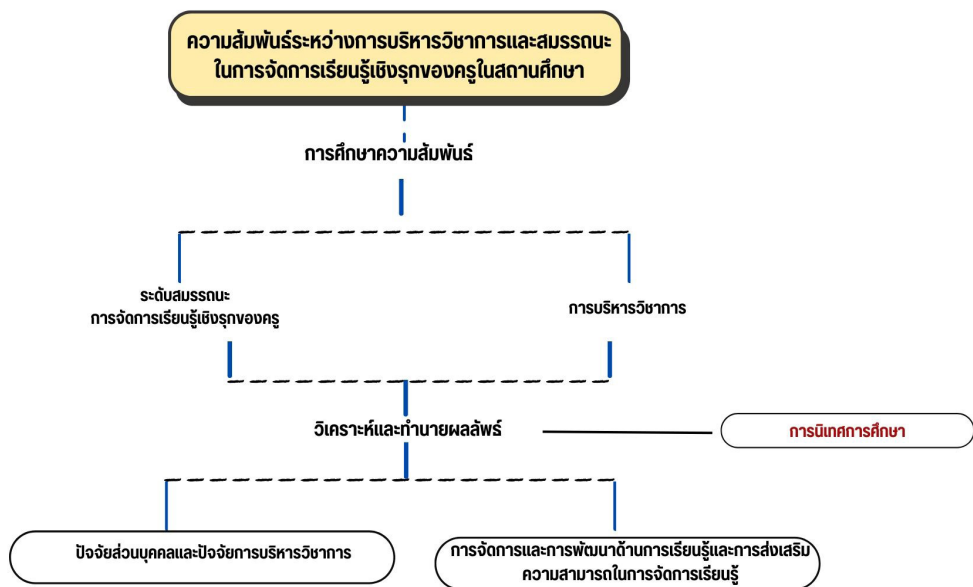 ความสัมพันธ์ระหว่างการบริหารวิชาการและสมรรถนะ
ในการจัดการเรียนรู้เชิงรุกของครูในสถานศึกษา
การศึกษาความสัมพันธ์
ระดับสมรรถนะ
การจัดการเรียนรู้เชิงรุกของครู
การบริหารวิชาการ
วิเคราะห์และทำนายผลลัพธ์
การนิเทศการศึกษา
ปัจจัยส่วนบุคคลและปัจจัยการบริหารวิชาการ
การจัดการและการพัฒนาด้านการเรียนรู้และการส่งเสริม
ความสามารถในการจัดการเรียนรู้